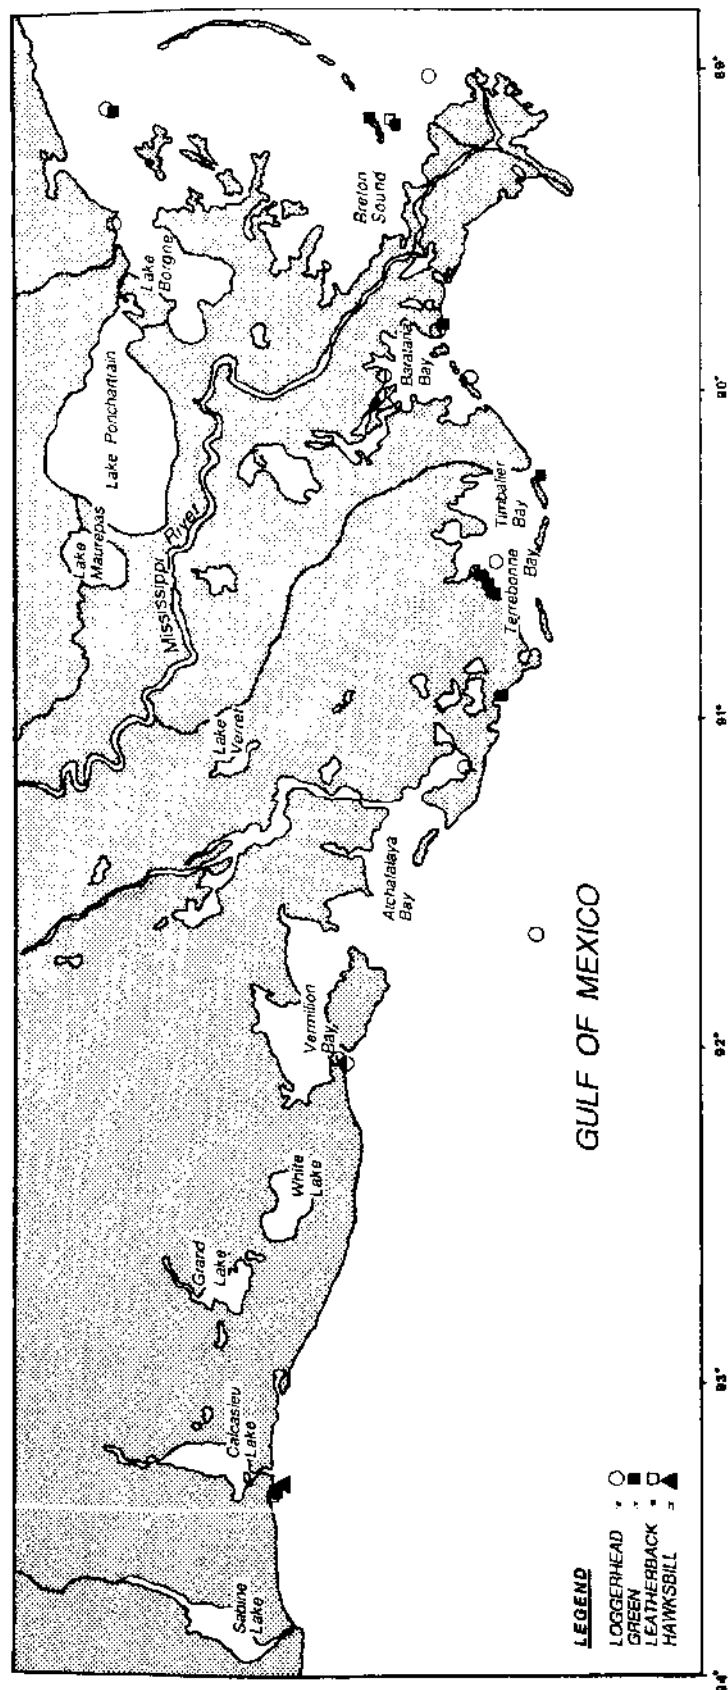 Sabine
Lake
Calcasieu
Lake
Grand
Lake
White
Lake
Vermilion
Bay
Atchafalaya
Bay
Lake
Verret
Mississippi River
Lake
Maurepas
Lake Ponchartrain
Lake
Borgne
Terrebonne
Bay
Timbalier
Bay
Barataria
Bay
Breton
Sound
GULF OF MEXICO
LEGEND
LOGGERHEAD
GREEN
LEATHERBACK
HAWKSBILL
94°
93°
92°
91°
90°
89°